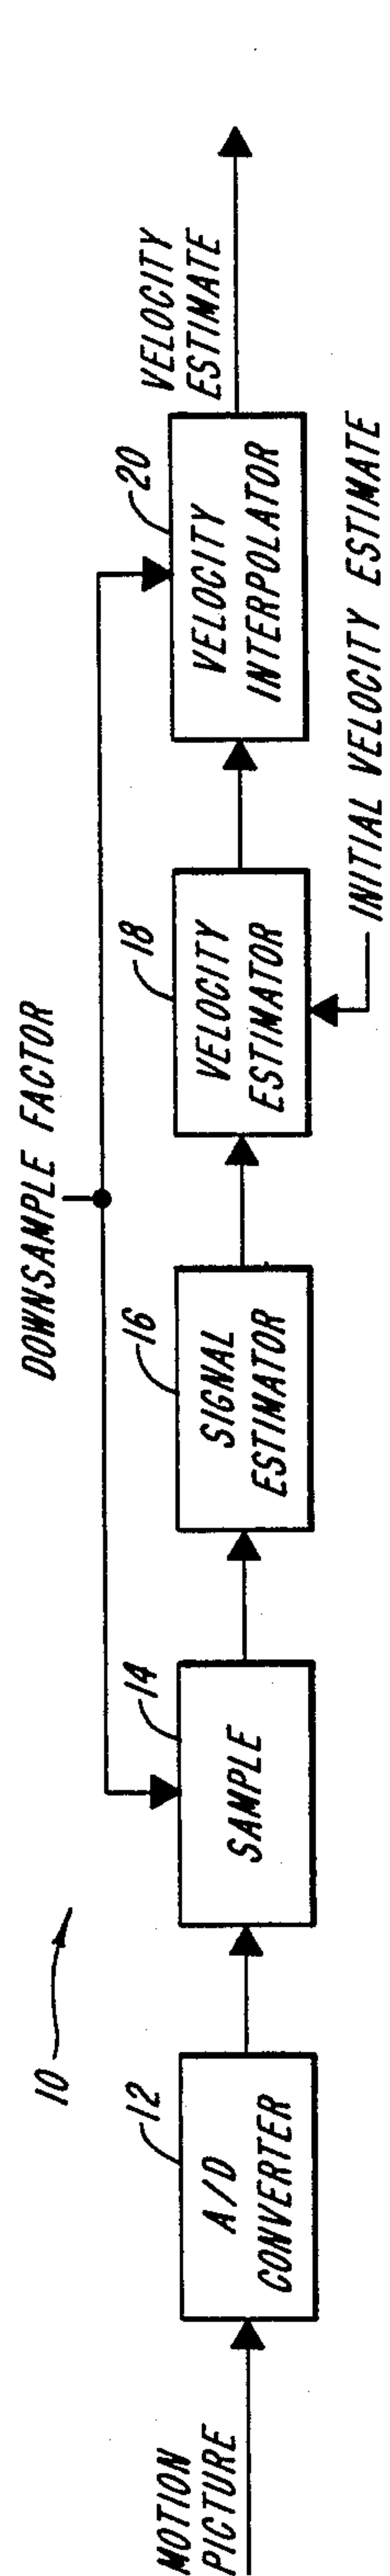 DOWNSAMPLE FACTOR
10
MOTION
PICTURE
12
A/D
CONVERTER
14
SAMPLE
16
SIGNAL
ESTIMATOR
18
VELOCITY
ESTIMATOR
20
VELOCITY
INTERPOLATOR
VELOCITY
ESTIMATE
INITIAL VELOCITY ESTIMATE